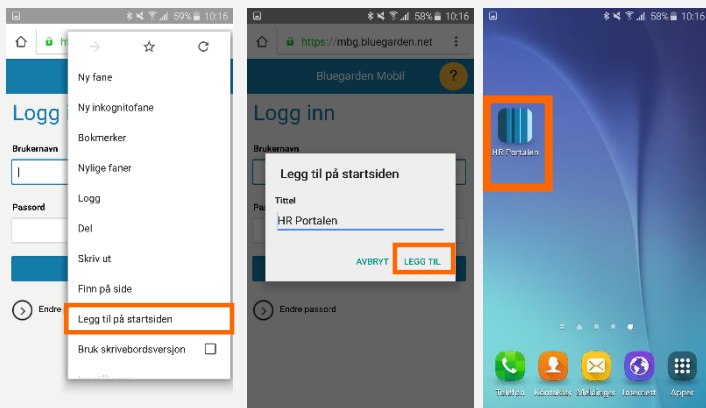 59% 10:16
h
Ny fane
Ny inkognitofane
Bokmerker
Nylige faner
Logg
Del
Skriv ut
Finn på side
Legg til på startsiden
Bruk skrivebordsversjon
Logg i
Brukernavn
Passord
Endre
58% 10:16
https://mbg.bluegarden.net
Bluegarden Mobil ?
Logg inn
Brukernavn
Pa
Legg til på startsiden
Tittel
HR Portalen
AVBRYT LEGG TIL
Endre passord
58% 10:16
HR Portalen
Telefon Kontakter Meldinger Internett Apper